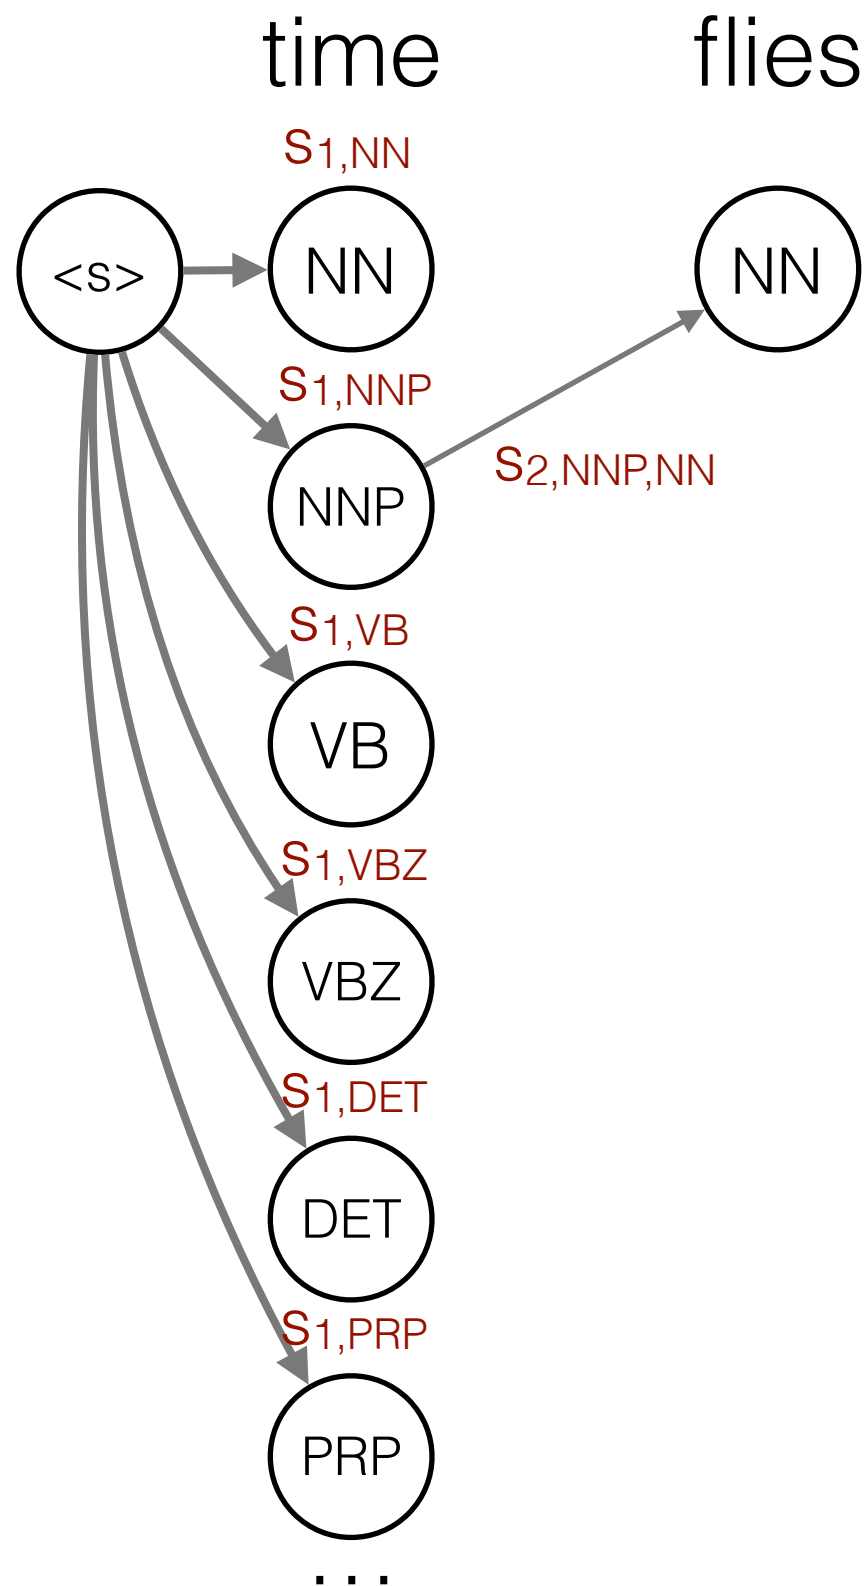 time flies
s1,NN
<s> NN NN
s1,NNP
s2,NNP,NN
NNP
s1,VB
VB
s1,VBZ
VBZ
s1,DET
DET
s1,PRP
PRP
...